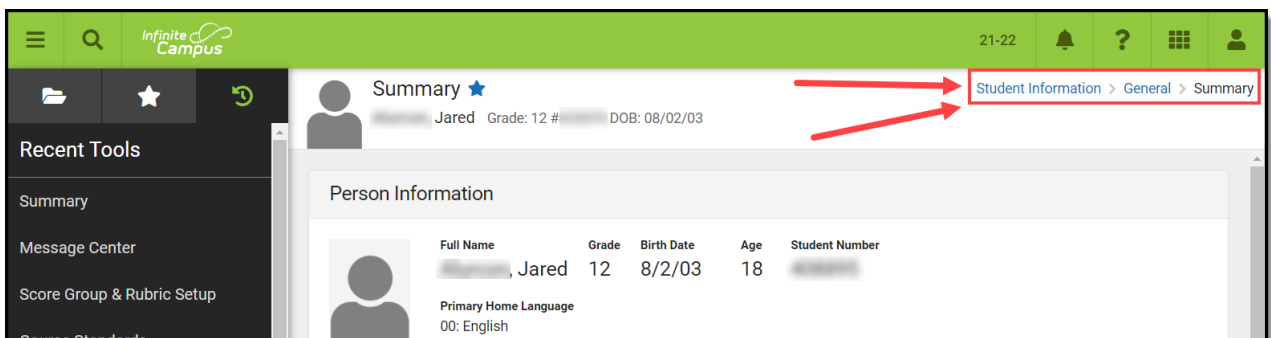 Infinite Campus
21-22
?
Summary
Student Information > General > Summary
, Jared Grade: 12 # DOB: 08/02/03
Recent Tools
Summary
Message Center
Score Group & Rubric Setup
Person Information
Full Name Grade Birth Date Age Student Number
, Jared 12 8/2/03 18
Primary Home Language
00: English